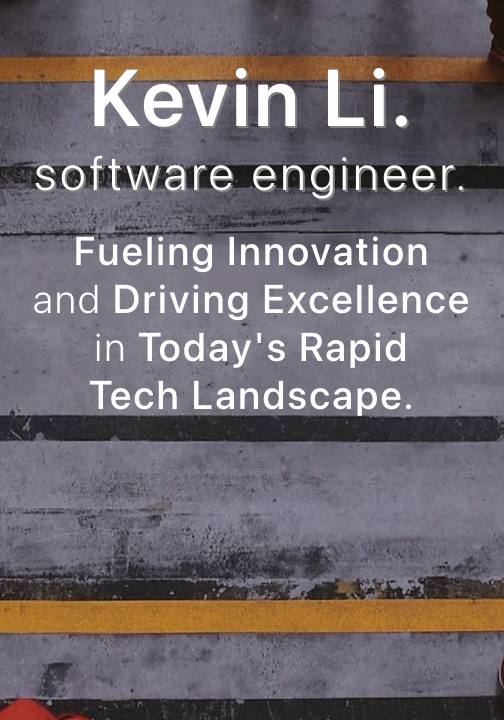 Kevin Li.
software engineer.
Fueling Innovation
and Driving Excellence
in Today's Rapid
Tech Landscape.